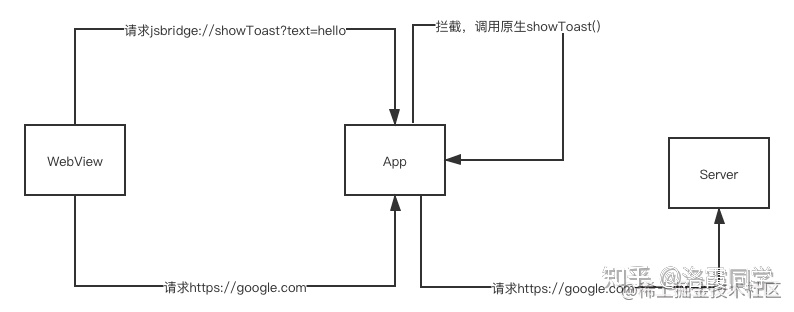 请求jsbridge://showToast?text=hello
拦截，调用原生showToast()
WebView
App
Server
请求https://google.com
请求https://google.com
知乎 @洛霞同学
@稀土掘金技术社区